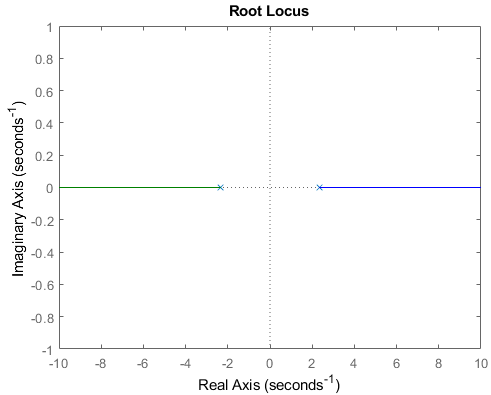 Root Locus
Imaginary Axis (seconds⁻¹)
1
0.8
0.6
0.4
0.2
0
-0.2
-0.4
-0.6
-0.8
-1
-10 -8 -6 -4 -2 0 2 4 6 8 10
Real Axis (seconds⁻¹)